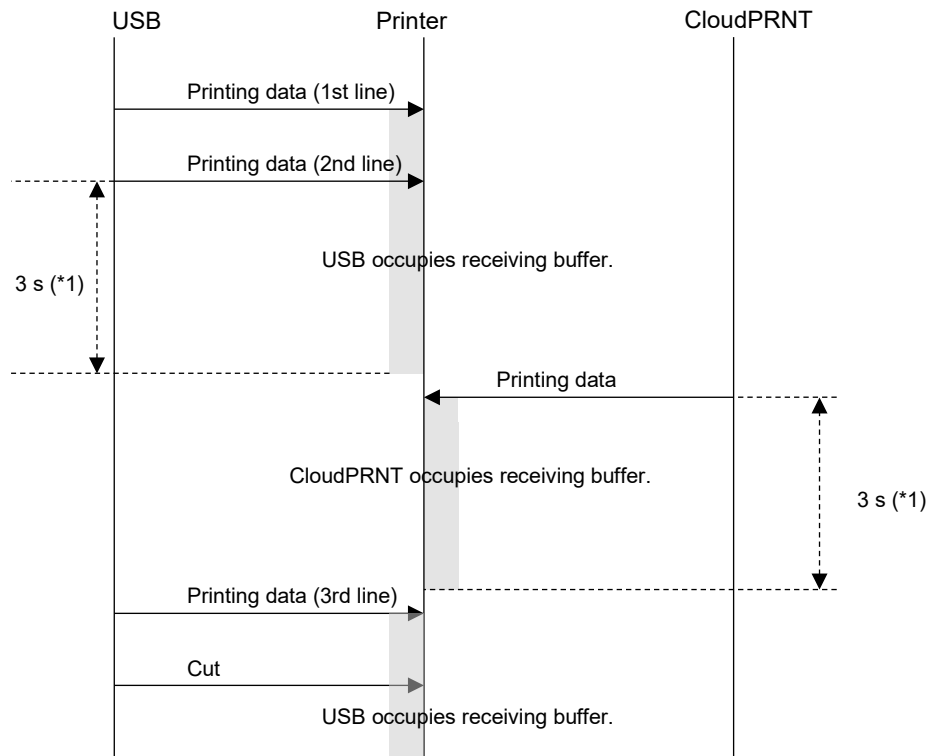 USB
Printer
CloudPRNT
Printing data (1st line)
Printing data (2nd line)
USB occupies receiving buffer.
3 s (*1)
Printing data
CloudPRNT occupies receiving buffer.
3 s (*1)
Printing data (3rd line)
Cut
USB occupies receiving buffer.